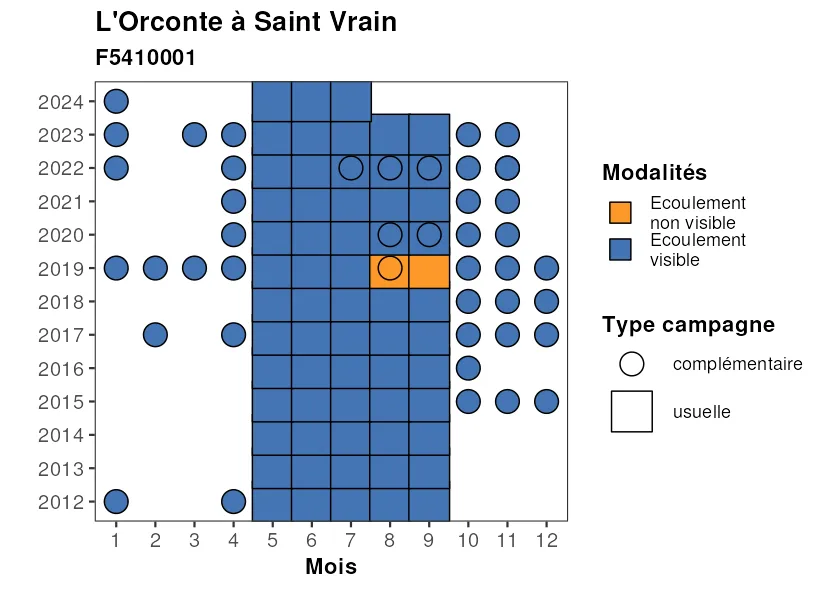 L'Orconte à Saint Vrain
F5410001
2024
2023
2022
2021
2020
2019
2018
2017
2016
2015
2014
2013
2012
1 2 3 4 5 6 7 8 9 10 11 12
Mois
Modalités
Ecoulement
non visible
Ecoulement
visible
Type campagne
complémentaire
usuelle